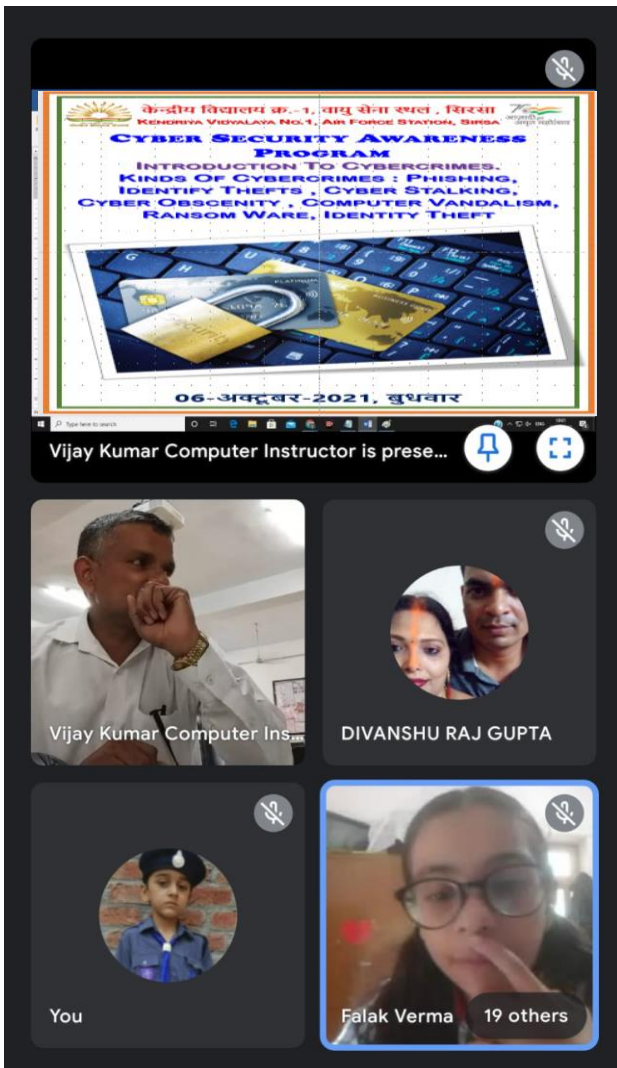 केन्द्रीय विद्यालय क्र.-1, वायु सेना स्थल , सिरसा
KENDRIYA VIDYALAYA NO.1, AIR FORCE STATION, SIRSA
CYBER SECURITY AWARENESS
PROGRAM
INTRODUCTION TO CYBERCRIMES.
KINDS OF CYBERCRIMES : PHISHING,
IDENTIFY THEFTS , CYBER STALKING,
CYBER OBSCENITY , COMPUTER VANDALISM,
RANSOM WARE, IDENTITY THEFT
PLATINUM
Security
06-अक्टूबर-2021, बुधवार
Type here to search
Vijay Kumar Computer Instructor is prese...
Vijay Kumar Computer Ins...
DIVANSHU RAJ GUPTA
You
Falak Verma
19 others